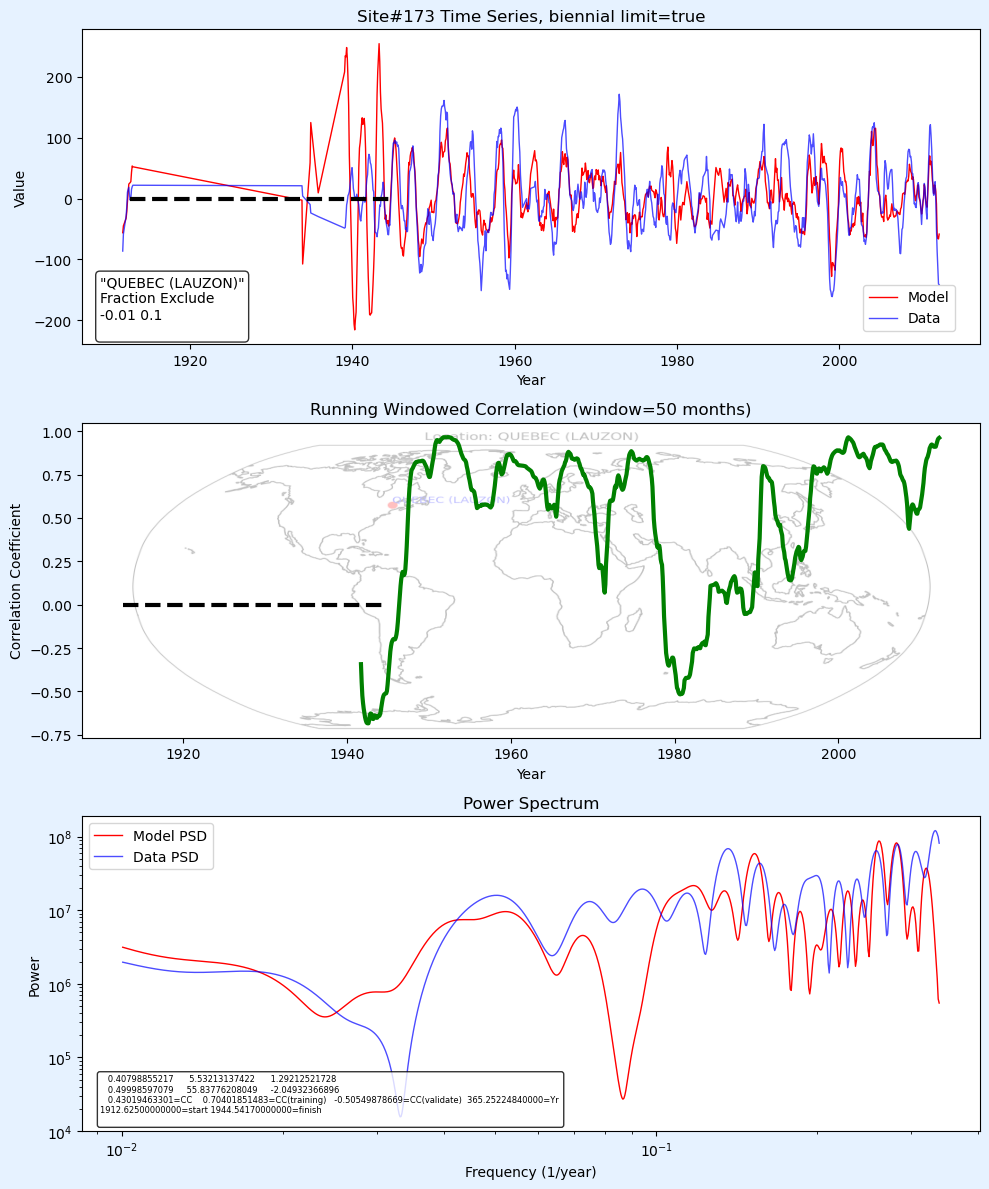 Site#173 Time Series, biennial limit=true
Value
200
100
0
−100
−200
"QUEBEC (LAUZON)"
Fraction Exclude
-0.01 0.1
Model
Data
1920
1940
1960
1980
2000
Year
Running Windowed Correlation (window=50 months)
Correlation Coefficient
1.00
0.75
0.50
0.25
0.00
−0.25
−0.50
−0.75
Location: QUEBEC (LAUZON)
QUEBEC (LAUZON)
1920
1940
1960
1980
2000
Year
Power Spectrum
Power
10^8
10^7
10^6
10^5
10^4
Model PSD
Data PSD
0.40798855217 5.53213137422 1.29212521728
0.49998597079 55.83776208049 -2.04932366896
0.43019463301=CC 0.70401851483=CC(training) -0.50549878669=CC(validate) 365.25224840000=Yr
1912.62500000000=start 1944.54170000000=finish
10^−2
10^−1
Frequency (1/year)